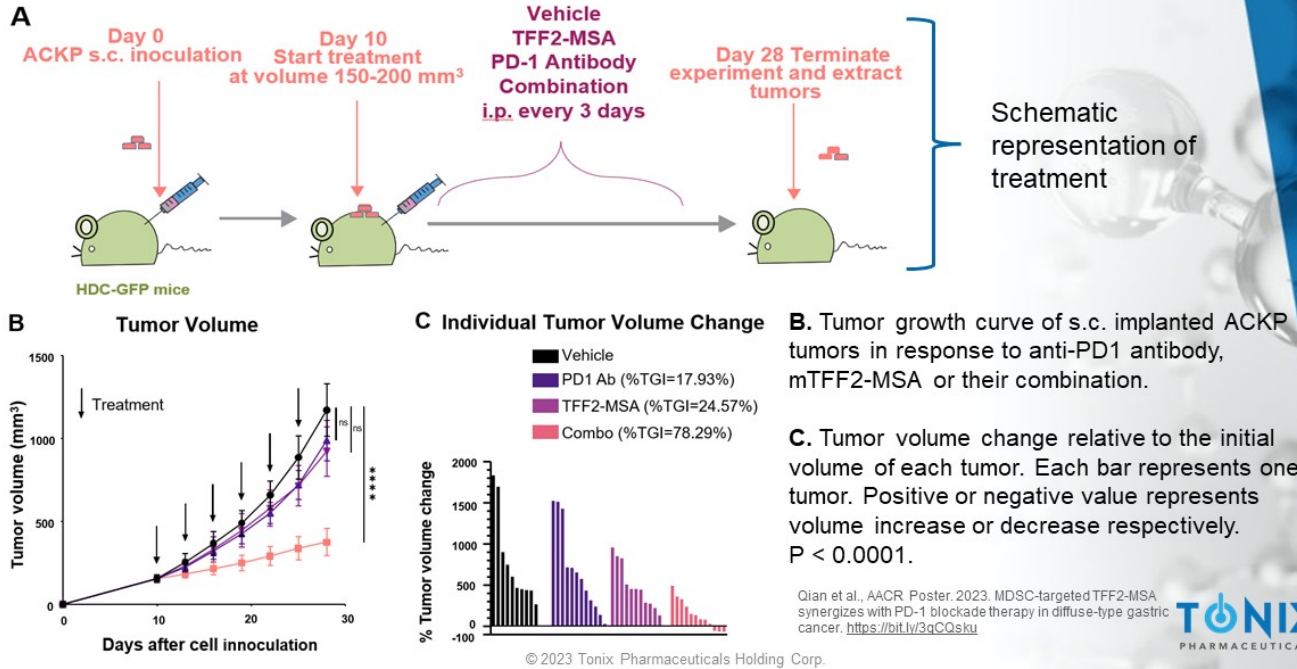 A
Day 0
ACKP s.c. inoculation
Day 10
Start treatment
at volume 150-200 mm³
Vehicle
TFF2-MSA
PD-1 Antibody
Combination
i.p. every 3 days
Day 28 Terminate
experiment and extract
tumors
HDC-GFP mice
Schematic
representation of
treatment
B
Tumor Volume
Tumor volume (mm³)
1500
1000
500
0
Treatment
ns
ns
****
0
10
20
30
Days after cell innoculation
C Individual Tumor Volume Change
Vehicle
PD1 Ab (%TGI=17.93%)
TFF2-MSA (%TGI=24.57%)
Combo (%TGI=78.29%)
% Tumor volume change
2000
1500
1000
500
0
-100
B. Tumor growth curve of s.c. implanted ACKP
tumors in response to anti-PD1 antibody,
mTFF2-MSA or their combination.
C. Tumor volume change relative to the initial
volume of each tumor. Each bar represents one
tumor. Positive or negative value represents
volume increase or decrease respectively.
P < 0.0001.
Qian et al., AACR Poster. 2023. MDSC-targeted TFF2-MSA
synergizes with PD-1 blockade therapy in diffuse-type gastric
cancer. https://bit.ly/3qCQsku
TONIX
PHARMACEUTICA
© 2023 Tonix Pharmaceuticals Holding Corp.